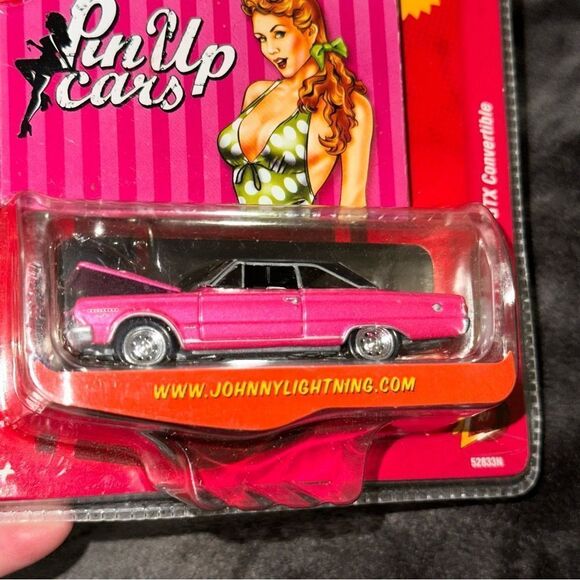 Pin Up
cars
GTX Convertible
WWW.JOHNNYLIGHTNING.COM
52833N